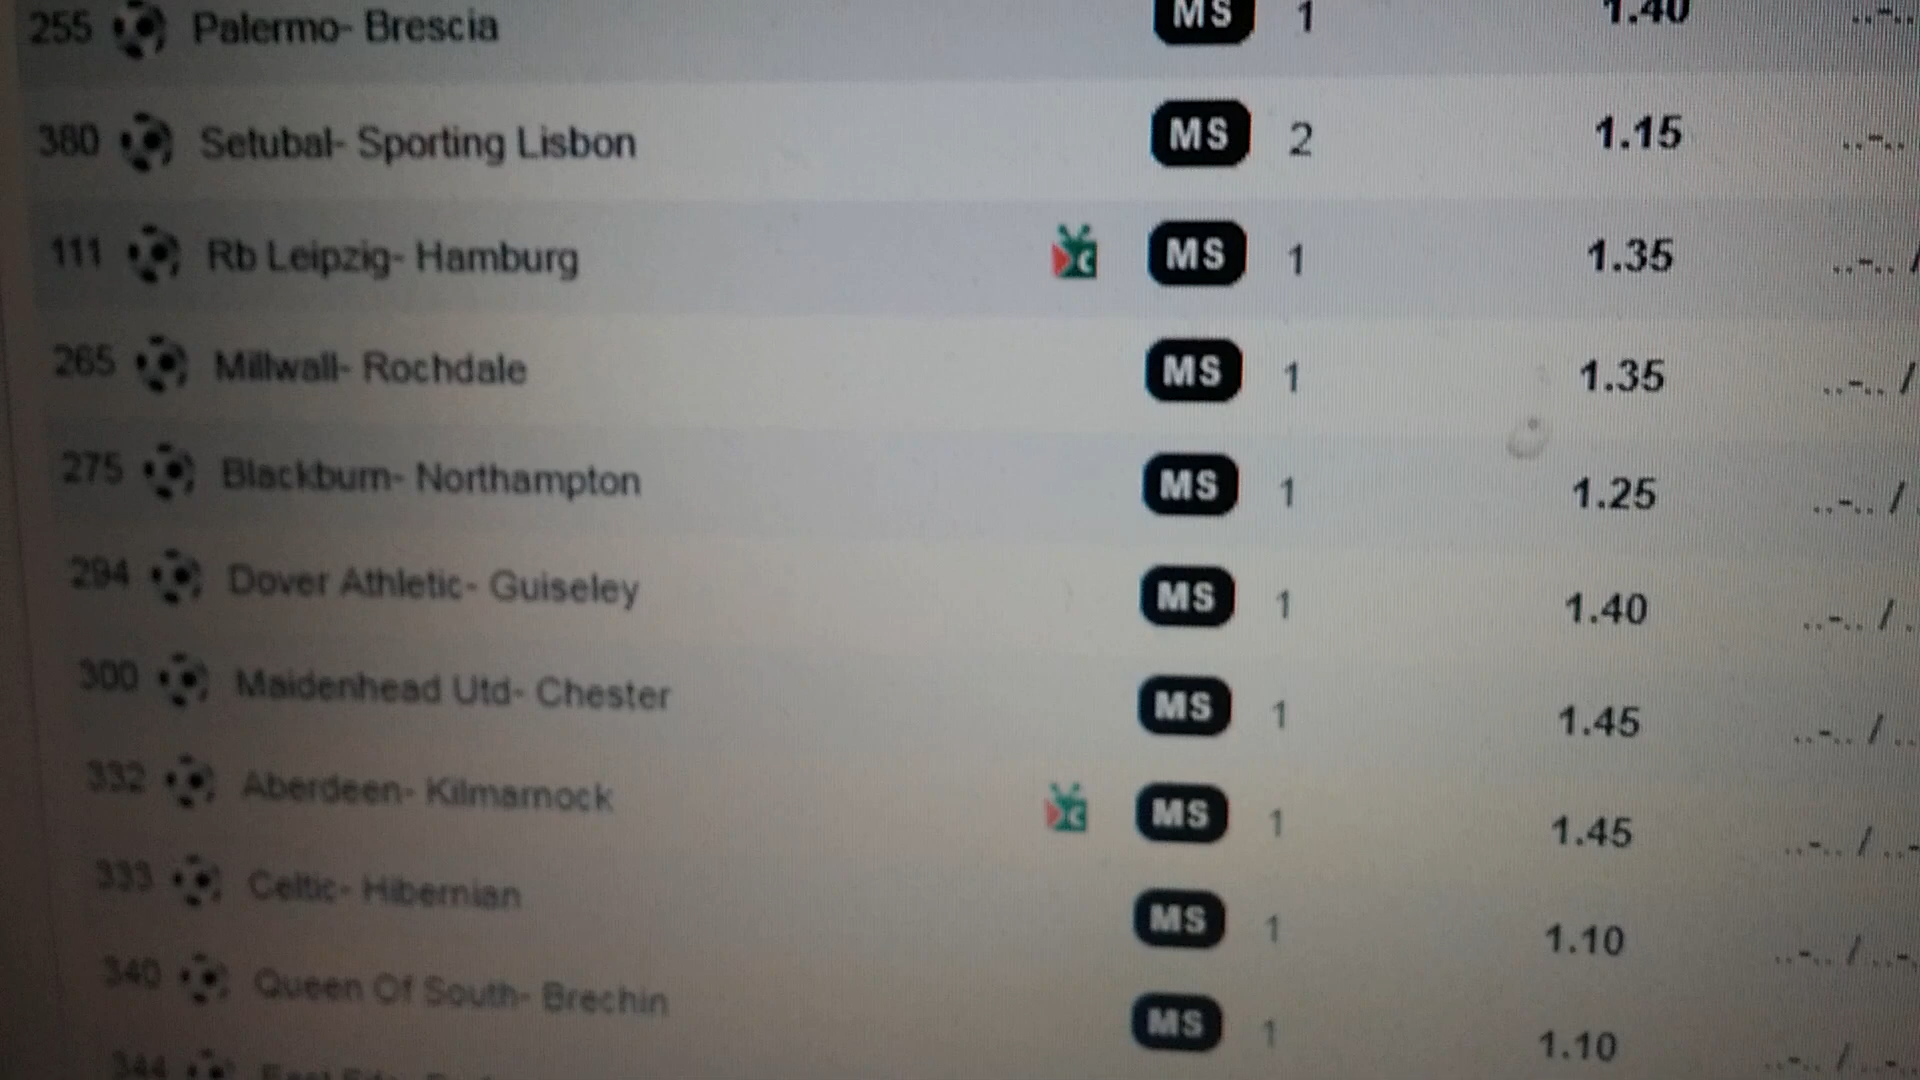 255 Palermo- Brescia MS 1 1.40 ..-..
380 Setubal- Sporting Lisbon MS 2 1.15 ..-..
111 Rb Leipzig- Hamburg MS 1 1.35 ..-.. /
265 Millwall- Rochdale MS 1 1.35 ..-.. /
275 Blackburn- Northampton MS 1 1.25 ..-.. /
294 Dover Athletic- Guiseley MS 1 1.40 ..-.. / .
300 Maidenhead Utd- Chester MS 1 1.45 ..-.. / ..
332 Aberdeen- Kilmarnock MS 1 1.45 ..-.. / ..-
333 Celtic- Hibernian MS 1 1.10 ..-.. / ..-.
340 Queen Of South- Brechin MS 1 1.10 ..-.. / ..-.
344